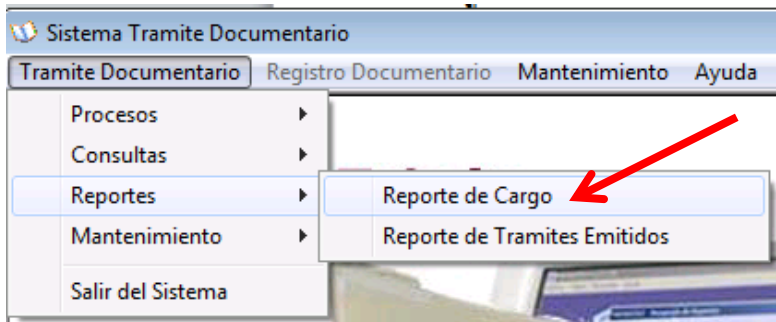 Sistema Tramite Documentario
Tramite Documentario Registro Documentario Mantenimiento Ayuda
Procesos
Consultas
Reportes
Reporte de Cargo
Mantenimiento
Reporte de Tramites Emitidos
Salir del Sistema